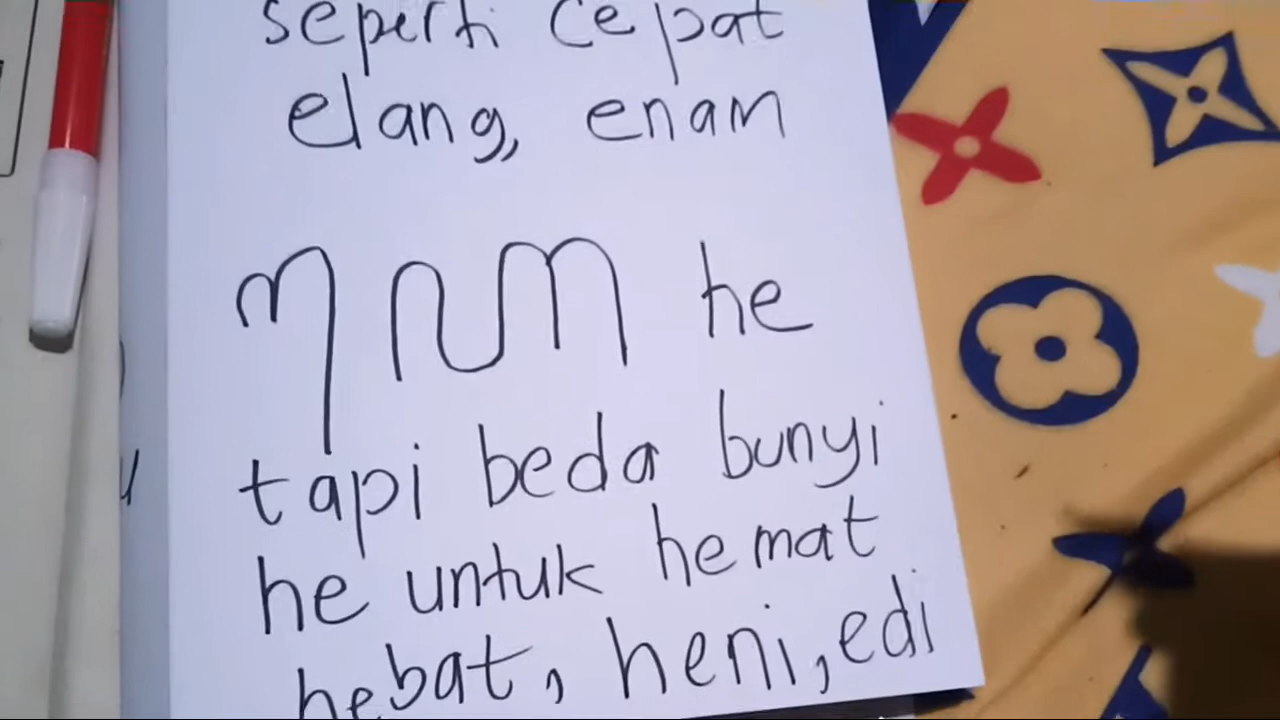 seperti cepat
elang, enam
ꦲꦺ he
tapi beda bunyi
he untuk hemat
hebat, heni, edi